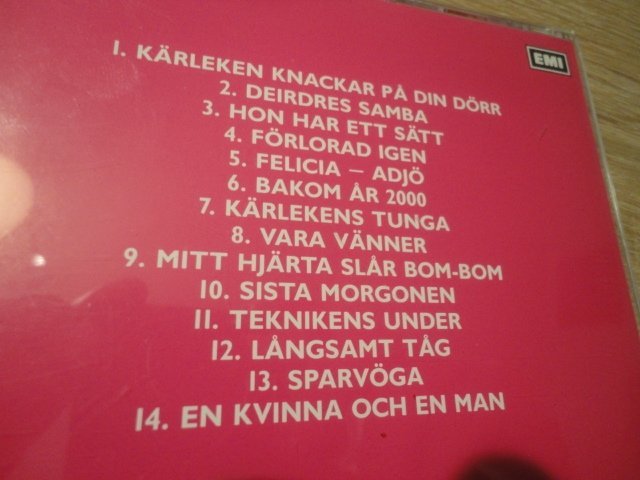 EMI
1. KÄRLEKEN KNACKAR PÅ DIN DÖRR
2. DEIRDRES SAMBA
3. HON HAR ETT SÄTT
4. FÖRLORAD IGEN
5. FELICIA – ADJÖ
6. BAKOM ÅR 2000
7. KÄRLEKENS TUNGA
8. VARA VÄNNER
9. MITT HJÄRTA SLÅR BOM-BOM
10. SISTA MORGONEN
11. TEKNIKENS UNDER
12. LÅNGSAMT TÅG
13. SPARVÖGA
14. EN KVINNA OCH EN MAN